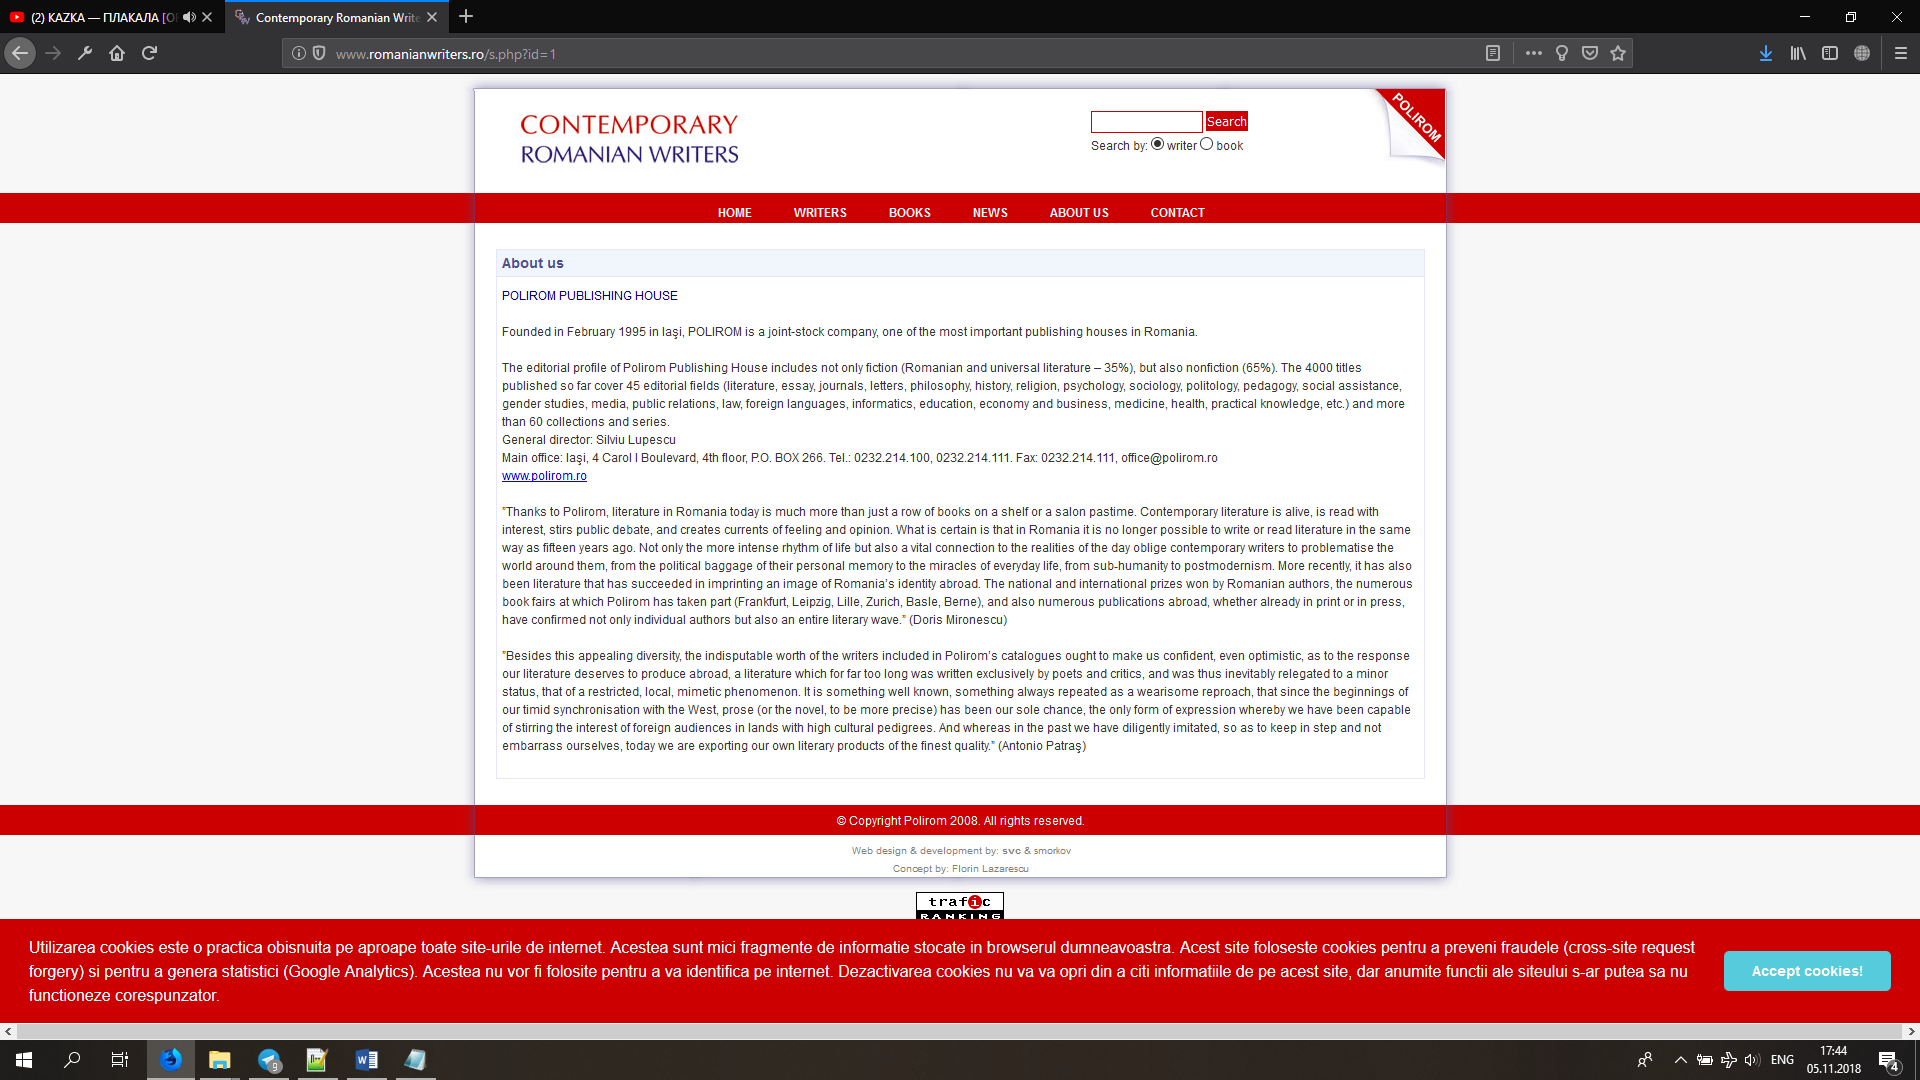 (2) KAZKA — ПЛАКАЛА [O
Contemporary Romanian Write
www.romanianwriters.ro/s.php?id=1
CONTEMPORARY
ROMANIAN WRITERS
Search
Search by: writer book
POLIROM
HOME WRITERS BOOKS NEWS ABOUT US CONTACT
About us
POLIROM PUBLISHING HOUSE
Founded in February 1995 in Iaşi, POLIROM is a joint-stock company, one of the most important publishing houses in Romania.
The editorial profile of Polirom Publishing House includes not only fiction (Romanian and universal literature – 35%), but also nonfiction (65%). The 4000 titles
published so far cover 45 editorial fields (literature, essay, journals, letters, philosophy, history, religion, psychology, sociology, politology, pedagogy, social assistance,
gender studies, media, public relations, law, foreign languages, informatics, education, economy and business, medicine, health, practical knowledge, etc.) and more
than 60 collections and series.
General director: Silviu Lupescu
Main office: Iaşi, 4 Carol I Boulevard, 4th floor, P.O. BOX 266. Tel.: 0232.214.100, 0232.214.111. Fax: 0232.214.111, office@polirom.ro
www.polirom.ro
”Thanks to Polirom, literature in Romania today is much more than just a row of books on a shelf or a salon pastime. Contemporary literature is alive, is read with
interest, stirs public debate, and creates currents of feeling and opinion. What is certain is that in Romania it is no longer possible to write or read literature in the same
way as fifteen years ago. Not only the more intense rhythm of life but also a vital connection to the realities of the day oblige contemporary writers to problematise the
world around them, from the political baggage of their personal memory to the miracles of everyday life, from sub-humanity to postmodernism. More recently, it has also
been literature that has succeeded in imprinting an image of Romania’s identity abroad. The national and international prizes won by Romanian authors, the numerous
book fairs at which Polirom has taken part (Frankfurt, Leipzig, Lille, Zurich, Basle, Berne), and also numerous publications abroad, whether already in print or in press,
have confirmed not only individual authors but also an entire literary wave.” (Doris Mironescu)
”Besides this appealing diversity, the indisputable worth of the writers included in Polirom’s catalogues ought to make us confident, even optimistic, as to the response
our literature deserves to produce abroad, a literature which for far too long was written exclusively by poets and critics, and was thus inevitably relegated to a minor
status, that of a restricted, local, mimetic phenomenon. It is something well known, something always repeated as a wearisome reproach, that since the beginnings of
our timid synchronisation with the West, prose (or the novel, to be more precise) has been our sole chance, the only form of expression whereby we have been capable
of stirring the interest of foreign audiences in lands with high cultural pedigrees. And whereas in the past we have diligently imitated, so as to keep in step and not
embarrass ourselves, today we are exporting our own literary products of the finest quality.” (Antonio Patraş)
© Copyright Polirom 2008. All rights reserved.
Web design & development by: svc & smorkov
Concept by: Florin Lazarescu
trafic
RANKING
Utilizarea cookies este o practica obisnuita pe aproape toate site-urile de internet. Acestea sunt mici fragmente de informatie stocate in browserul dumneavoastra. Acest site foloseste cookies pentru a preveni fraudele (cross-site request
forgery) si pentru a genera statistici (Google Analytics). Acestea nu vor fi folosite pentru a va identifica pe internet. Dezactivarea cookies nu va va opri din a citi informatiile de pe acest site, dar anumite functii ale siteului s-ar putea sa nu
functioneze corespunzator.
Accept cookies!
9
ENG
17:44
05.11.2018
4